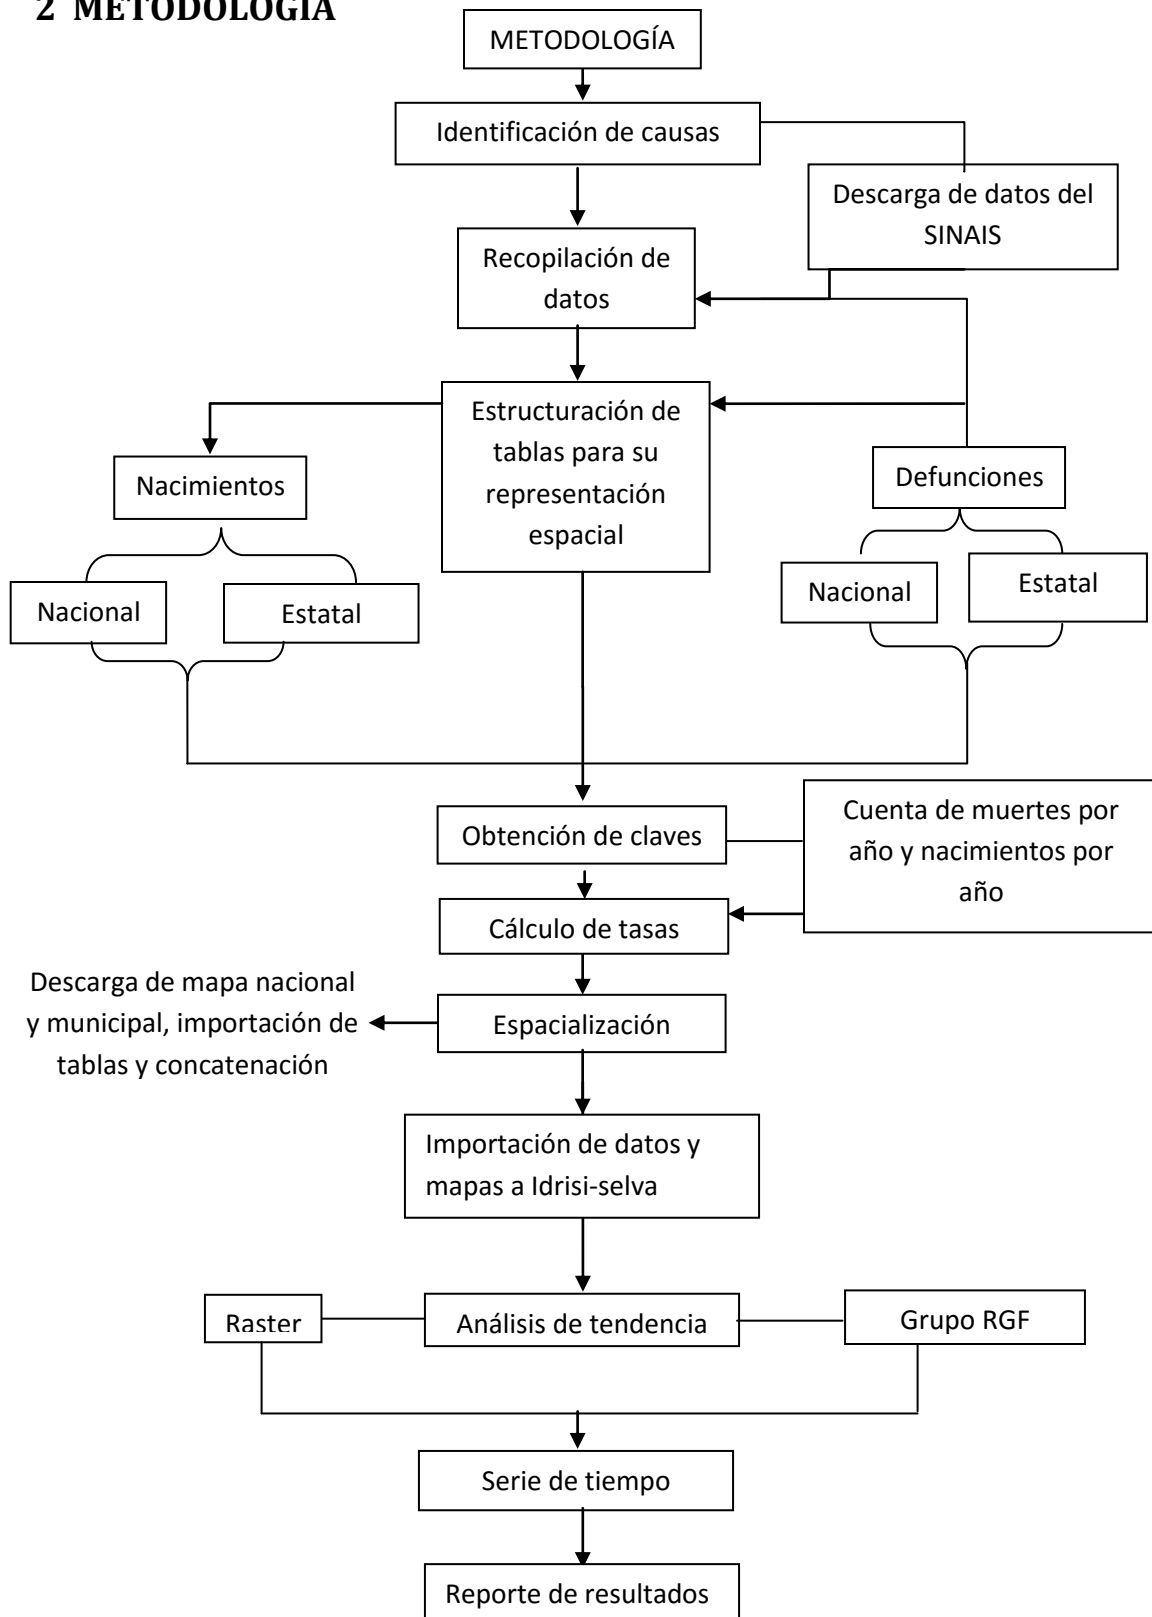 2 METODOLOGÍA
METODOLOGÍA
Identificación de causas
Descarga de datos del
SINAIS
Recopilación de
datos
Estructuración de
tablas para su
representación
espacial
Nacimientos
Nacional
Estatal
Defunciones
Nacional
Estatal
Obtención de claves
Cuenta de muertes por
año y nacimientos por
año
Cálculo de tasas
Descarga de mapa nacional
y municipal, importación de
tablas y concatenación
Espacialización
Importación de datos y
mapas a Idrisi-selva
Raster
Análisis de tendencia
Grupo RGF
Serie de tiempo
Reporte de resultados